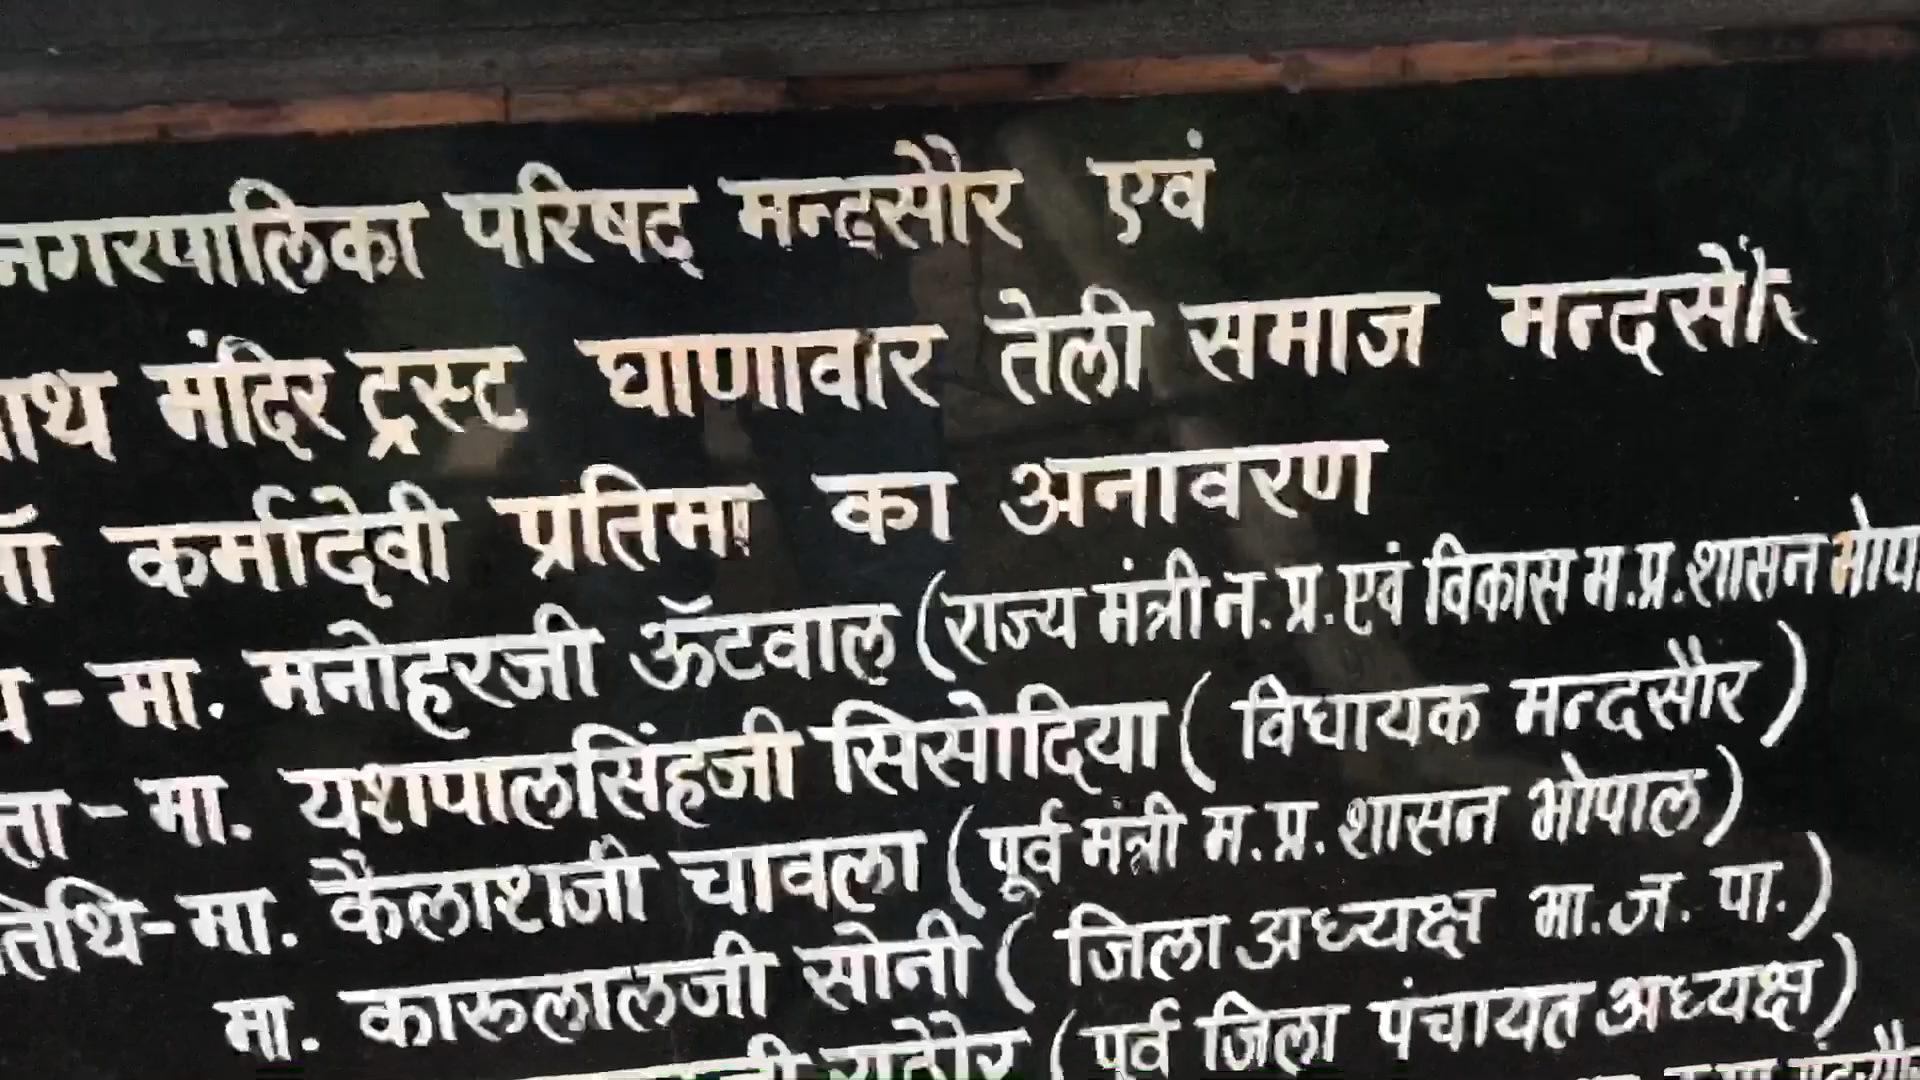 नगरपालिका परिषद् मन्दसौर एवं
मंदिर ट्रस्ट घाणावार तेली समाज मन्दसौर
कर्मादेवी प्रतिमा का अनावरण
मा. मनोहरजी ऊँटवाल (राज्य मंत्री न. प्र. एवं विकास म.प्र. शासन
मा. यशपालसिंहजी सिसोदिया ( विधायक मन्दसौर )
मा. कैलाशजी चावला ( पूर्व मंत्री म. प्र. शासन भोपाल )
मा. कारूलालजी सोनी ( जिला अध्यक्ष भा. ज. पा. )
( पूर्व जिला पंचायत अध्यक्ष )